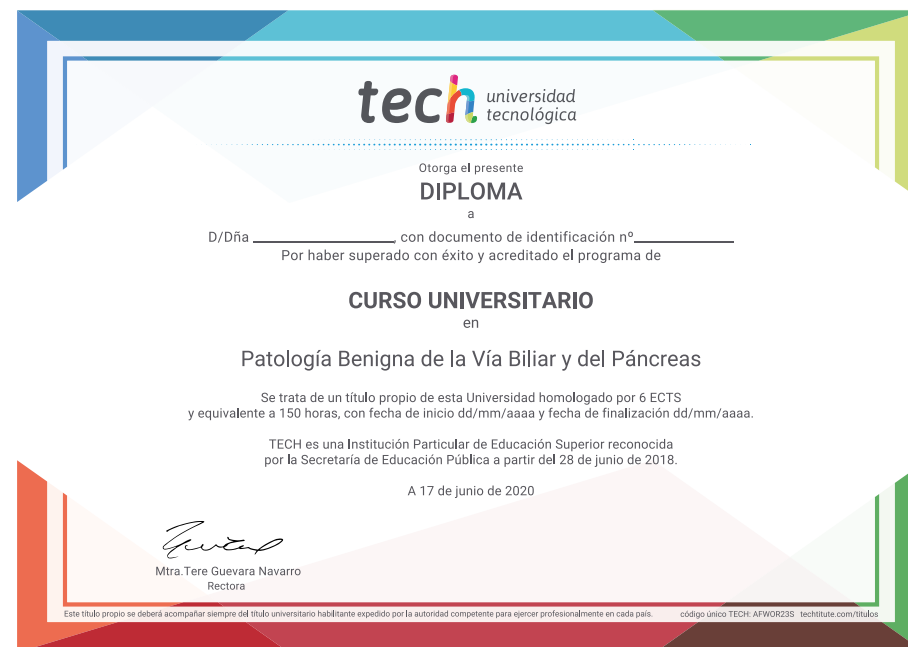 tech universidad
tecnológica
Otorga el presente
DIPLOMA
a
D/Dña ______________, con documento de identificación nº__________
Por haber superado con éxito y acreditado el programa de
CURSO UNIVERSITARIO
en
Patología Benigna de la Vía Biliar y del Páncreas
Se trata de un título propio de esta Universidad homologado por 6 ECTS
y equivalente a 150 horas, con fecha de inicio dd/mm/aaaa y fecha de finalización dd/mm/aaaa.
TECH es una Institución Particular de Educación Superior reconocida
por la Secretaría de Educación Pública a partir del 28 de junio de 2018.
A 17 de junio de 2020
Mtra.Tere Guevara Navarro
Rectora
Este título propio se deberá acompañar siempre del título universitario habilitante expedido por la autoridad competente para ejercer profesionalmente en cada país. código único TECH: AFWOR23S techtitute.com/titulos